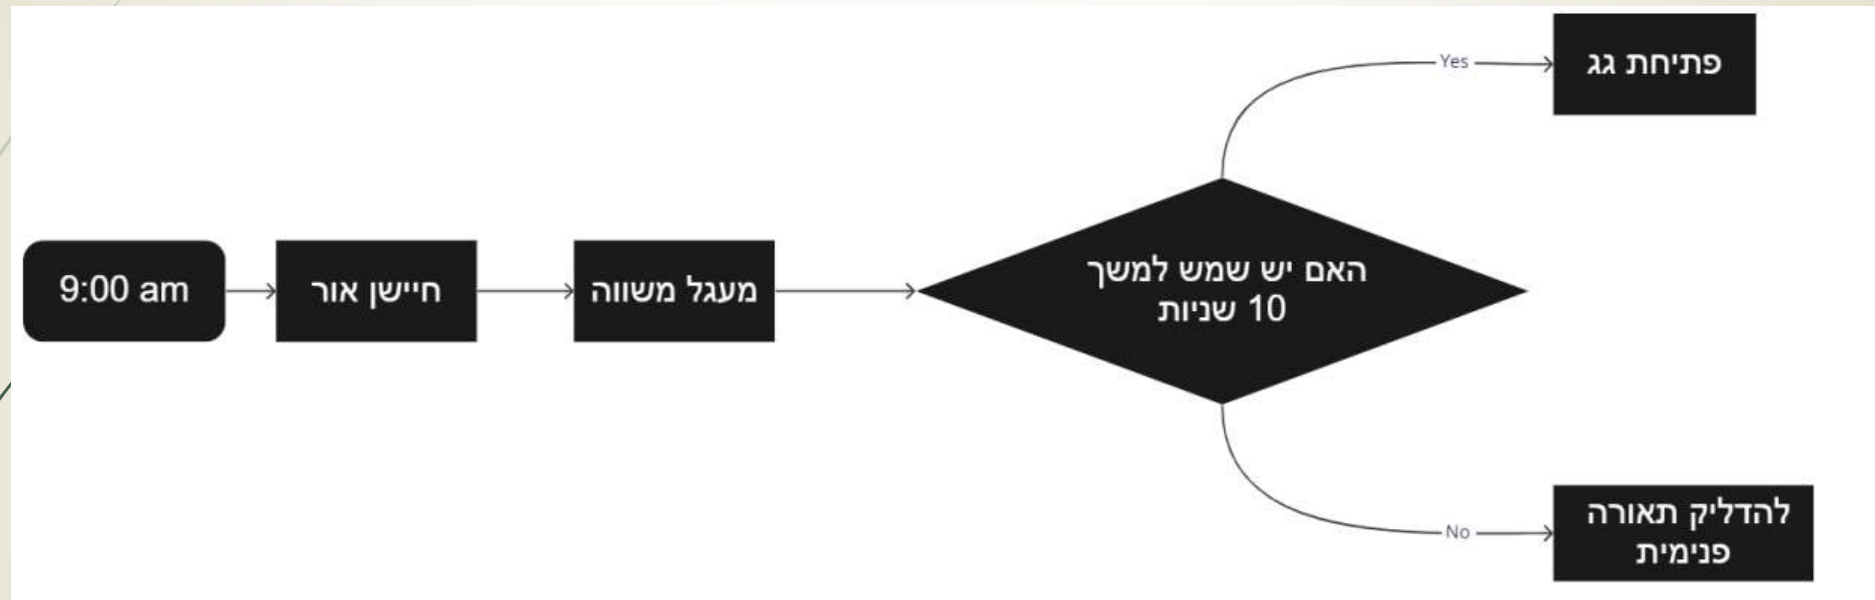 9:00 am
חיישן אור
מעגל משווה
האם יש שמש למשך
10 שניות
Yes
פתיחת גג
No
להדליק תאורה
פנימית